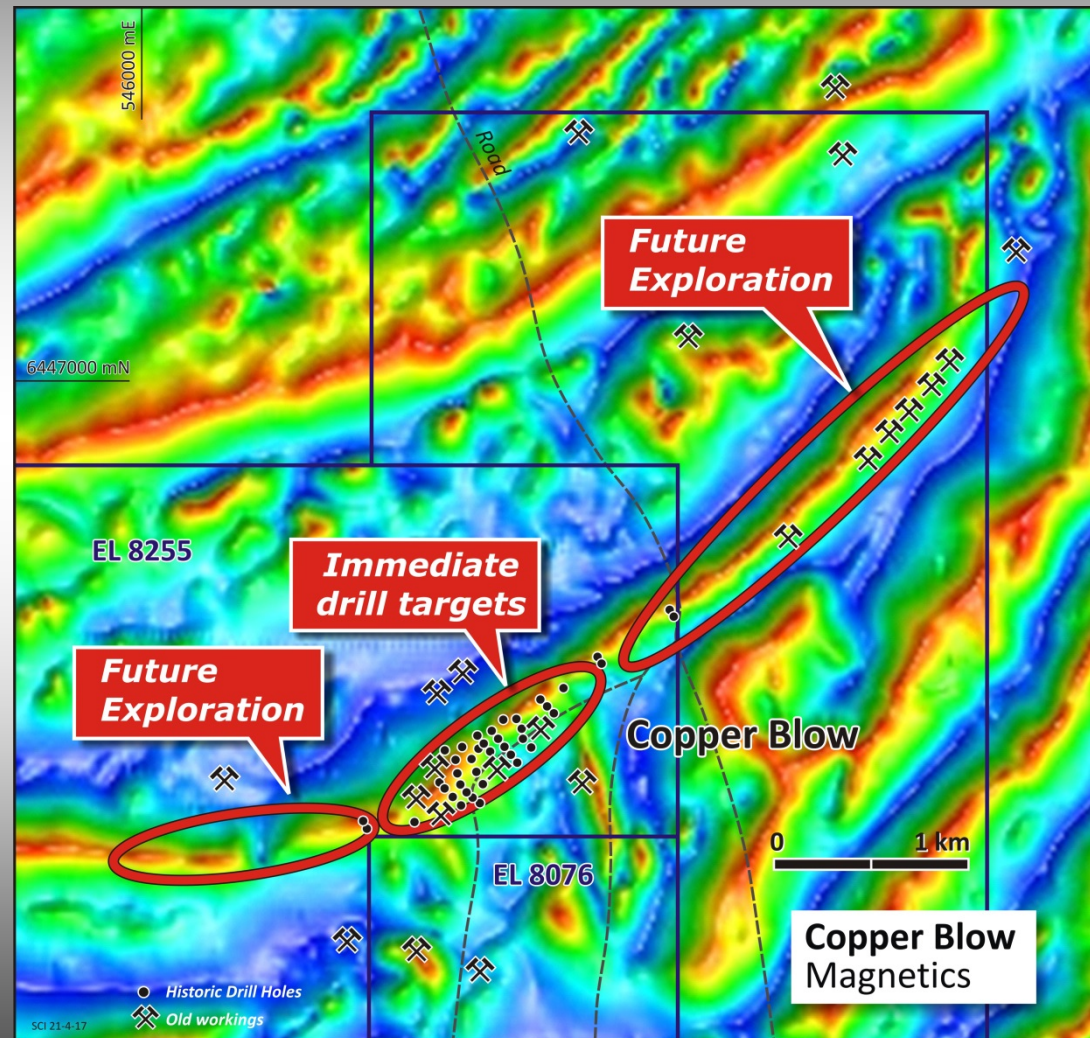 546000 mE
Road
Future
Exploration
6447000 mN
EL 8255
Immediate
drill targets
Future
Exploration
Copper Blow
0 1 km
EL 8076
Copper Blow
Magnetics
Historic Drill Holes
Old workings
SCI 21-4-17